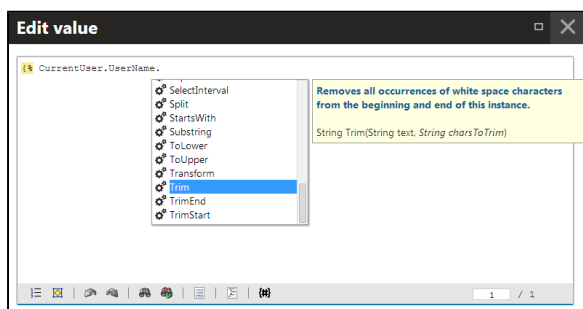 Edit value
{% CurrentUser.UserName.
SelectInterval
Split
StartsWith
Substring
ToLower
ToUpper
Transform
Trim
TrimEnd
TrimStart
Removes all occurrences of white space characters
from the beginning and end of this instance.
String Trim(String text, String charsToTrim)
{#}
1 / 1